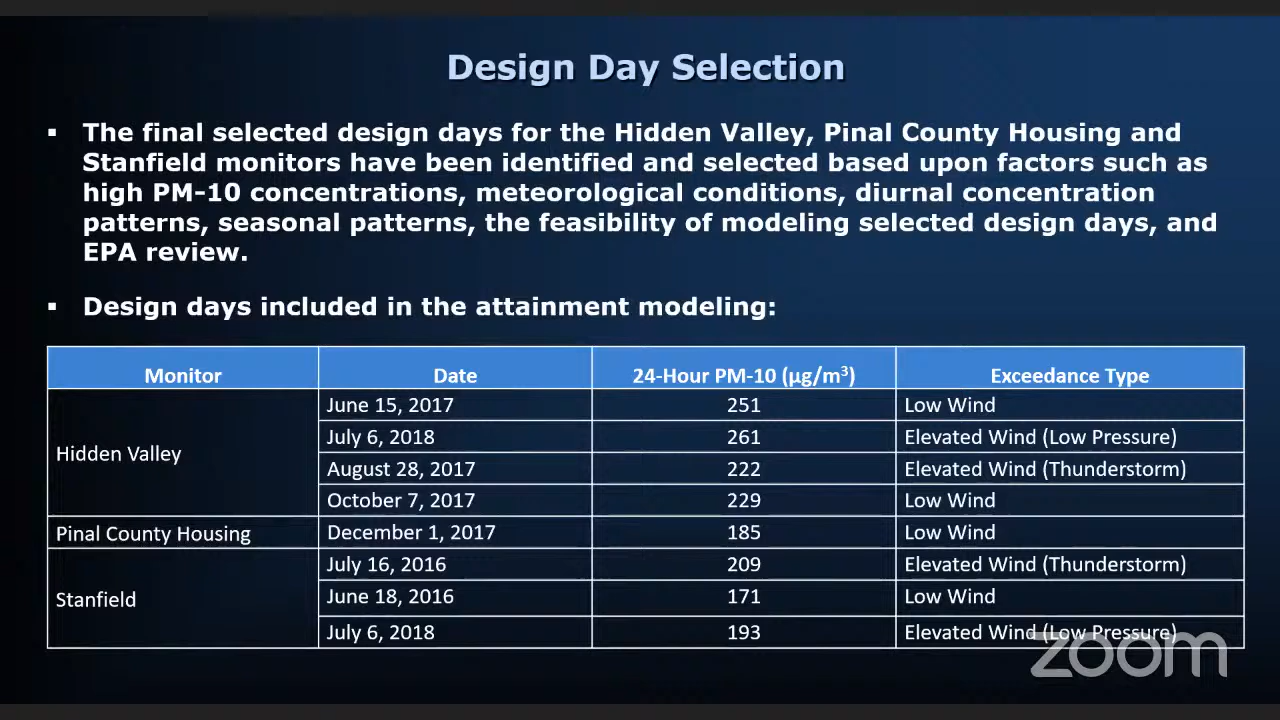 Design Day Selection
▪ The final selected design days for the Hidden Valley, Pinal County Housing and
Stanfield monitors have been identified and selected based upon factors such as
high PM-10 concentrations, meteorological conditions, diurnal concentration
patterns, seasonal patterns, the feasibility of modeling selected design days, and
EPA review.
▪ Design days included in the attainment modeling:
Monitor Date 24-Hour PM-10 (µg/m³) Exceedance Type
Hidden Valley
June 15, 2017 251 Low Wind
July 6, 2018 261 Elevated Wind (Low Pressure)
August 28, 2017 222 Elevated Wind (Thunderstorm)
October 7, 2017 229 Low Wind
Pinal County Housing December 1, 2017 185 Low Wind
Stanfield
July 16, 2016 209 Elevated Wind (Thunderstorm)
June 18, 2016 171 Low Wind
July 6, 2018 193 Elevated Wind (Low Pressure)
zoom